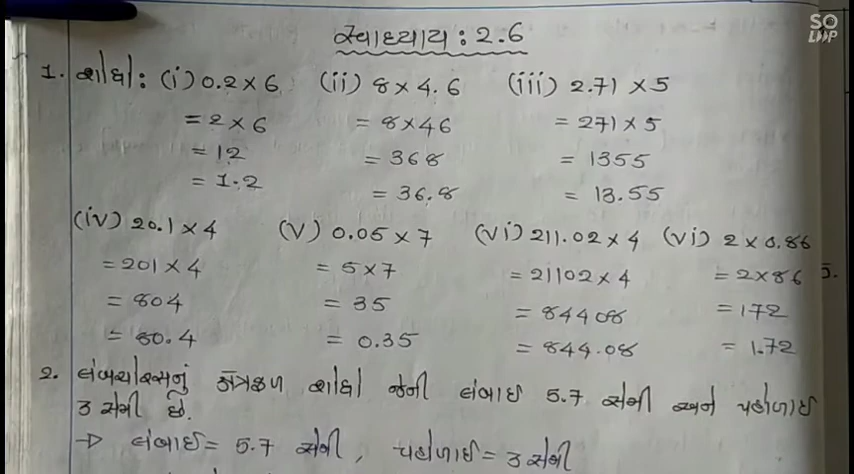 SO
LOOP
સ્વાધ્યાય : 2.6
1. શોધો : (i) 0.2 × 6 (ii) 8 × 4.6 (iii) 2.71 × 5
= 2 × 6 = 8 × 46 = 271 × 5
= 12 = 368 = 1355
= 1.2 = 36.8 = 13.55
(iv) 20.1 × 4 (v) 0.05 × 7 (vi) 211.02 × 4 (vi) 2 × 0.86
= 201 × 4 = 5 × 7 = 21102 × 4 = 2 × 86
= 804 = 35 = 84408 = 172
= 80.4 = 0.35 = 844.08 = 1.72
2. લંબચોરસનું ક્ષેત્રફળ શોધો જેની લંબાઈ 5.7 સેમી અને પહોળાઈ
3 સેમી છે.
→ લંબાઈ = 5.7 સેમી, પહોળાઈ = 3 સેમી